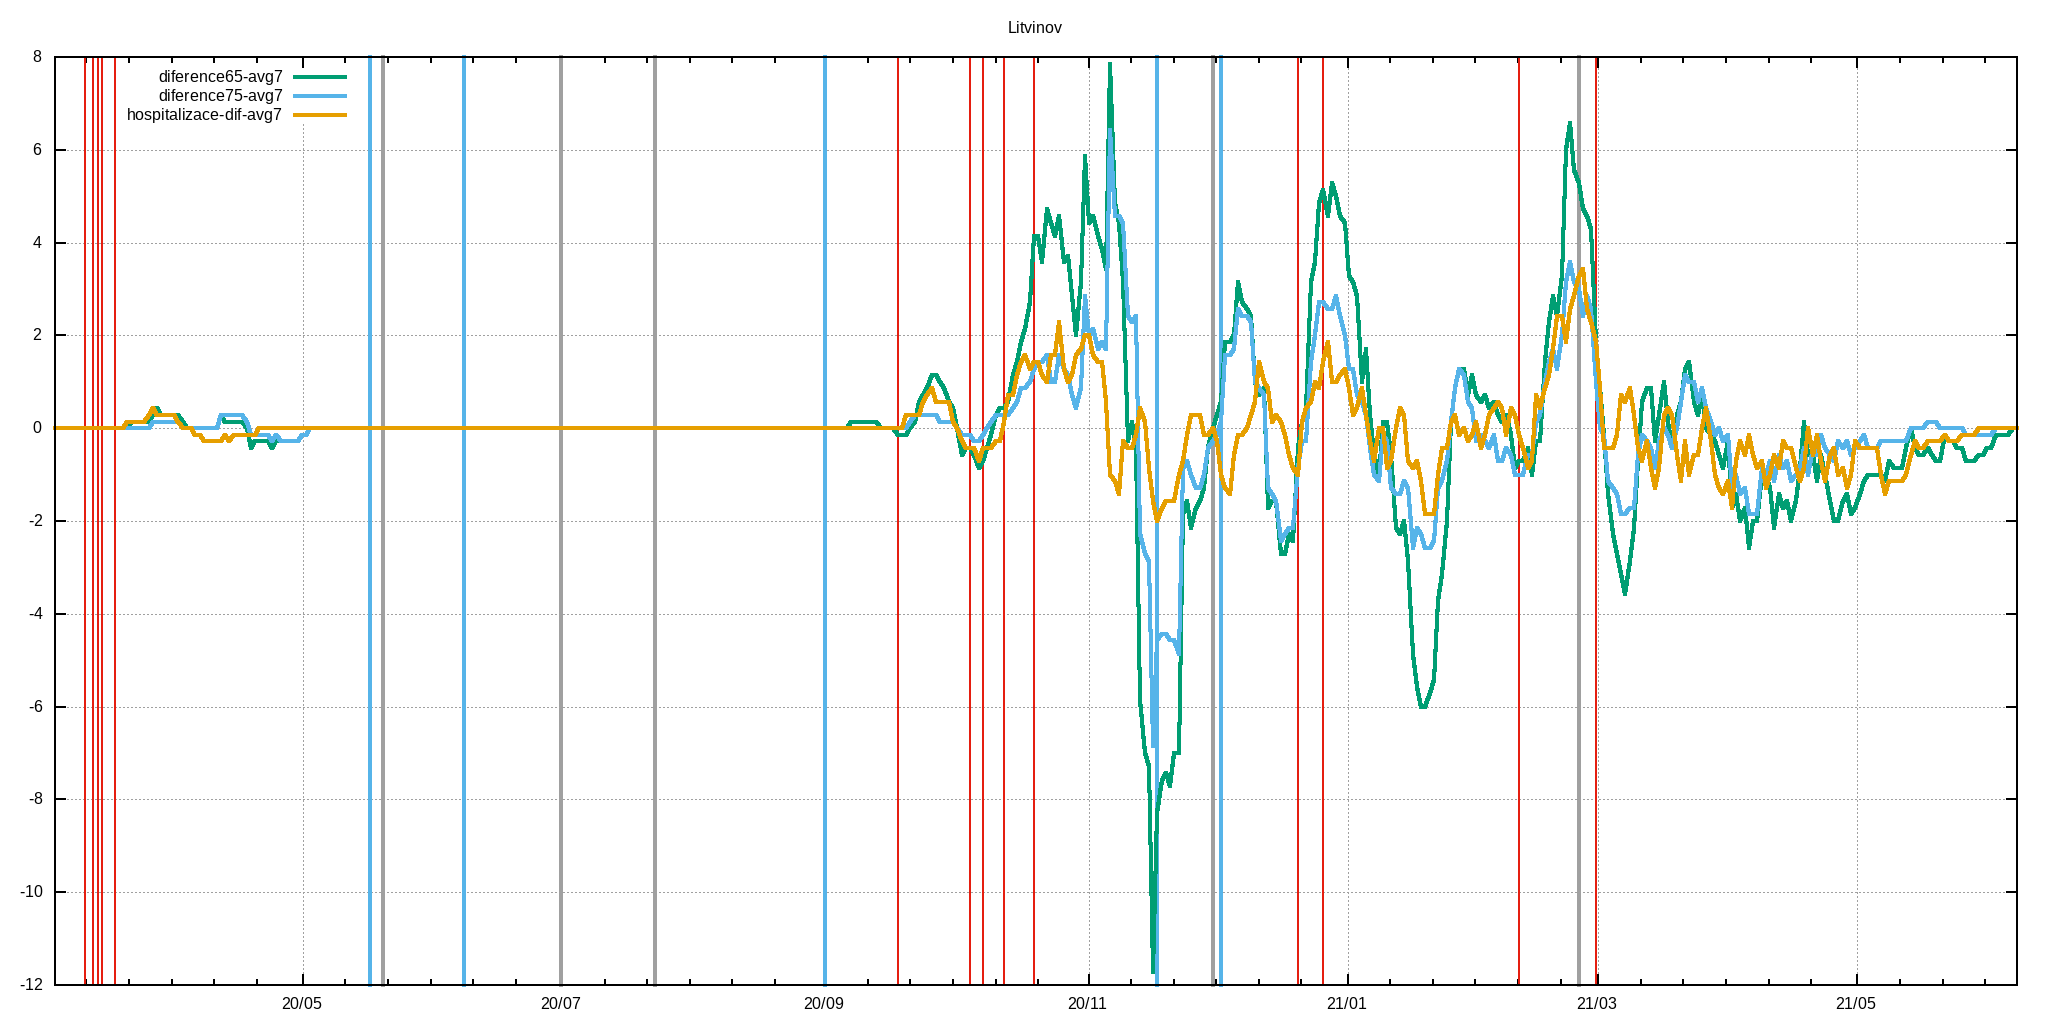 Litvinov
diference65-avg7
diference75-avg7
hospitalizace-dif-avg7
8
6
4
2
0
-2
-4
-6
-8
-10
-12
20/05 20/07 20/09 20/11 21/01 21/03 21/05